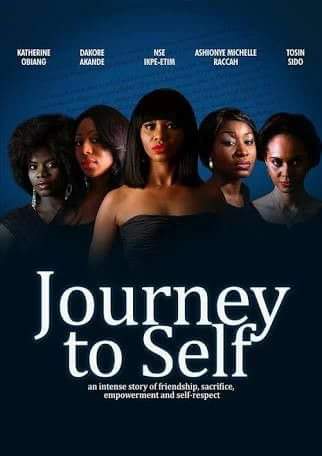 KATHERINE OBIANG
DAKORE AKANDE
NSE IKPE-ETIM
ASHIONYE MICHELLE RACCAH
TOSIN SIDO
Journey
to Self
an intense story of friendship, sacrifice,
empowerment and self-respect